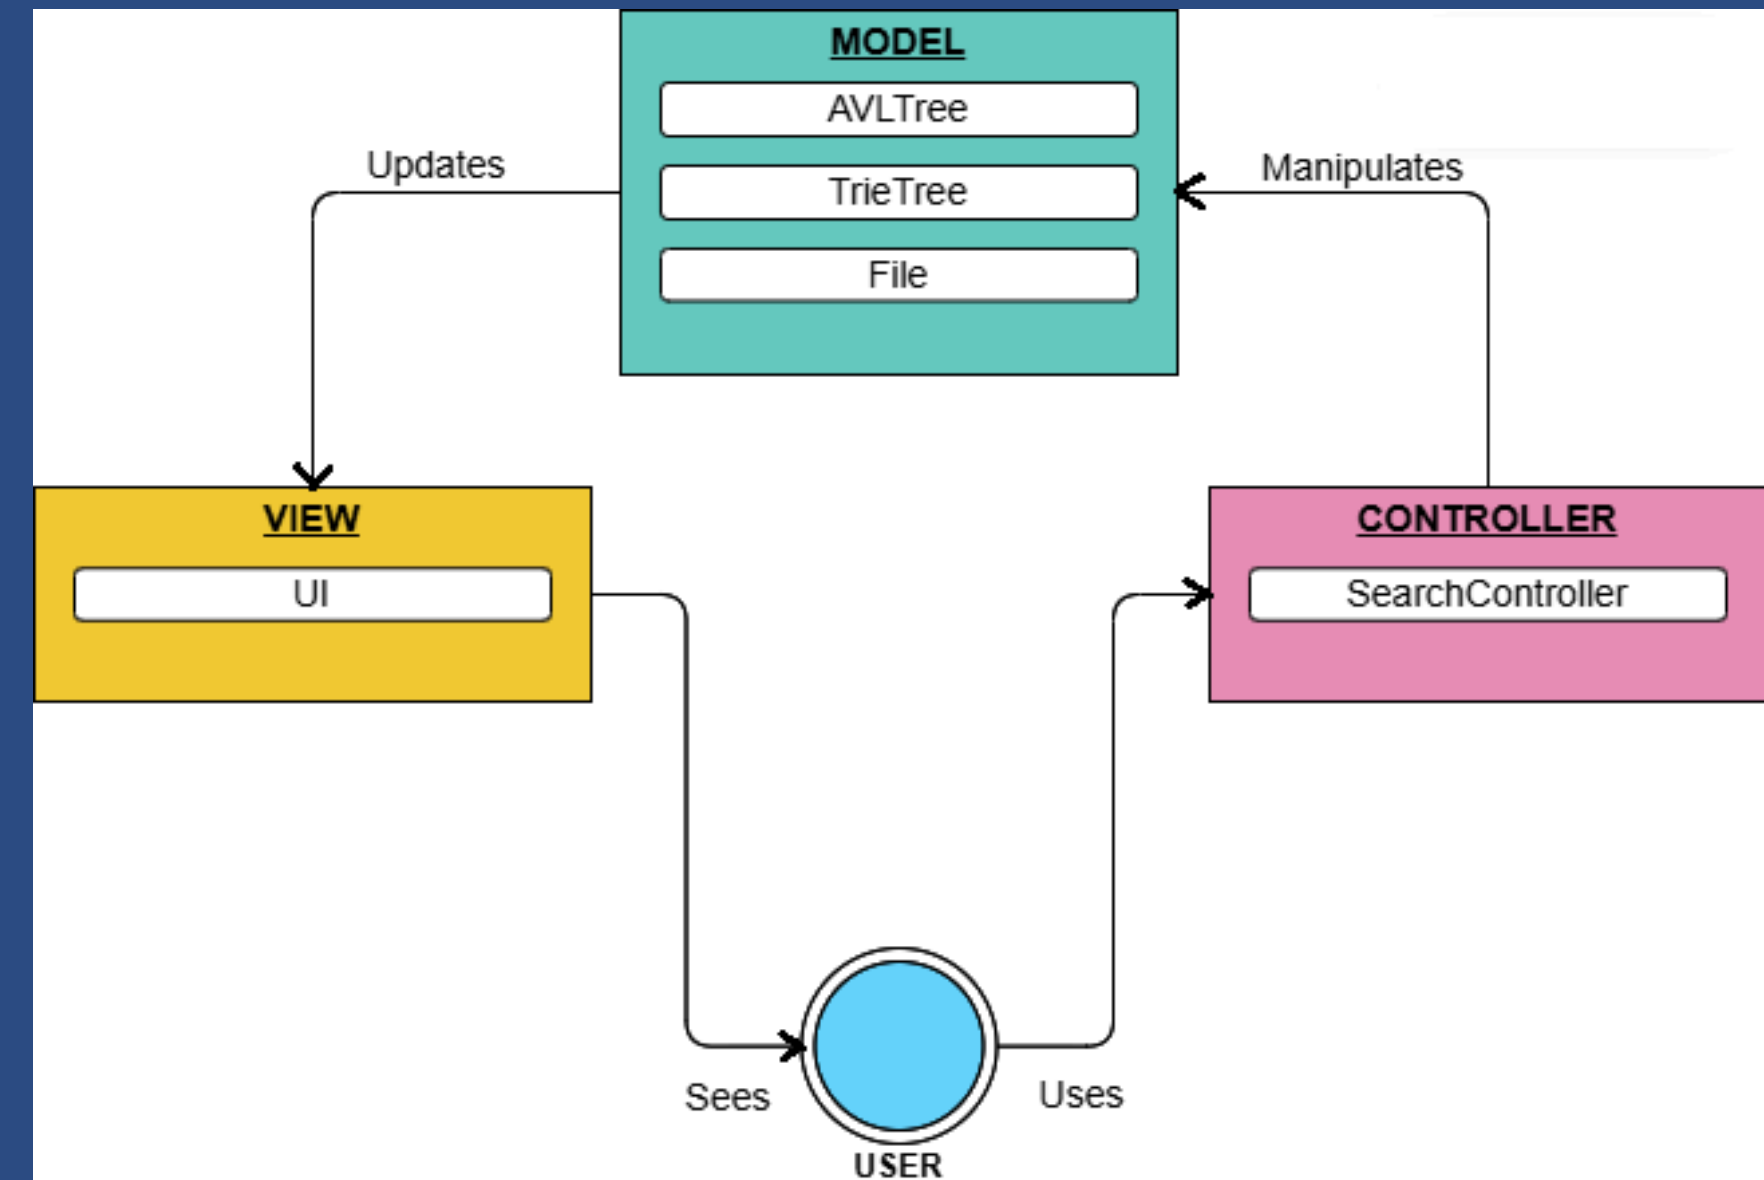 MODEL
AVLTree
Updates
Manipulates
TrieTree
File
VIEW
CONTROLLER
UI
SearchController
Sees
Uses
USER